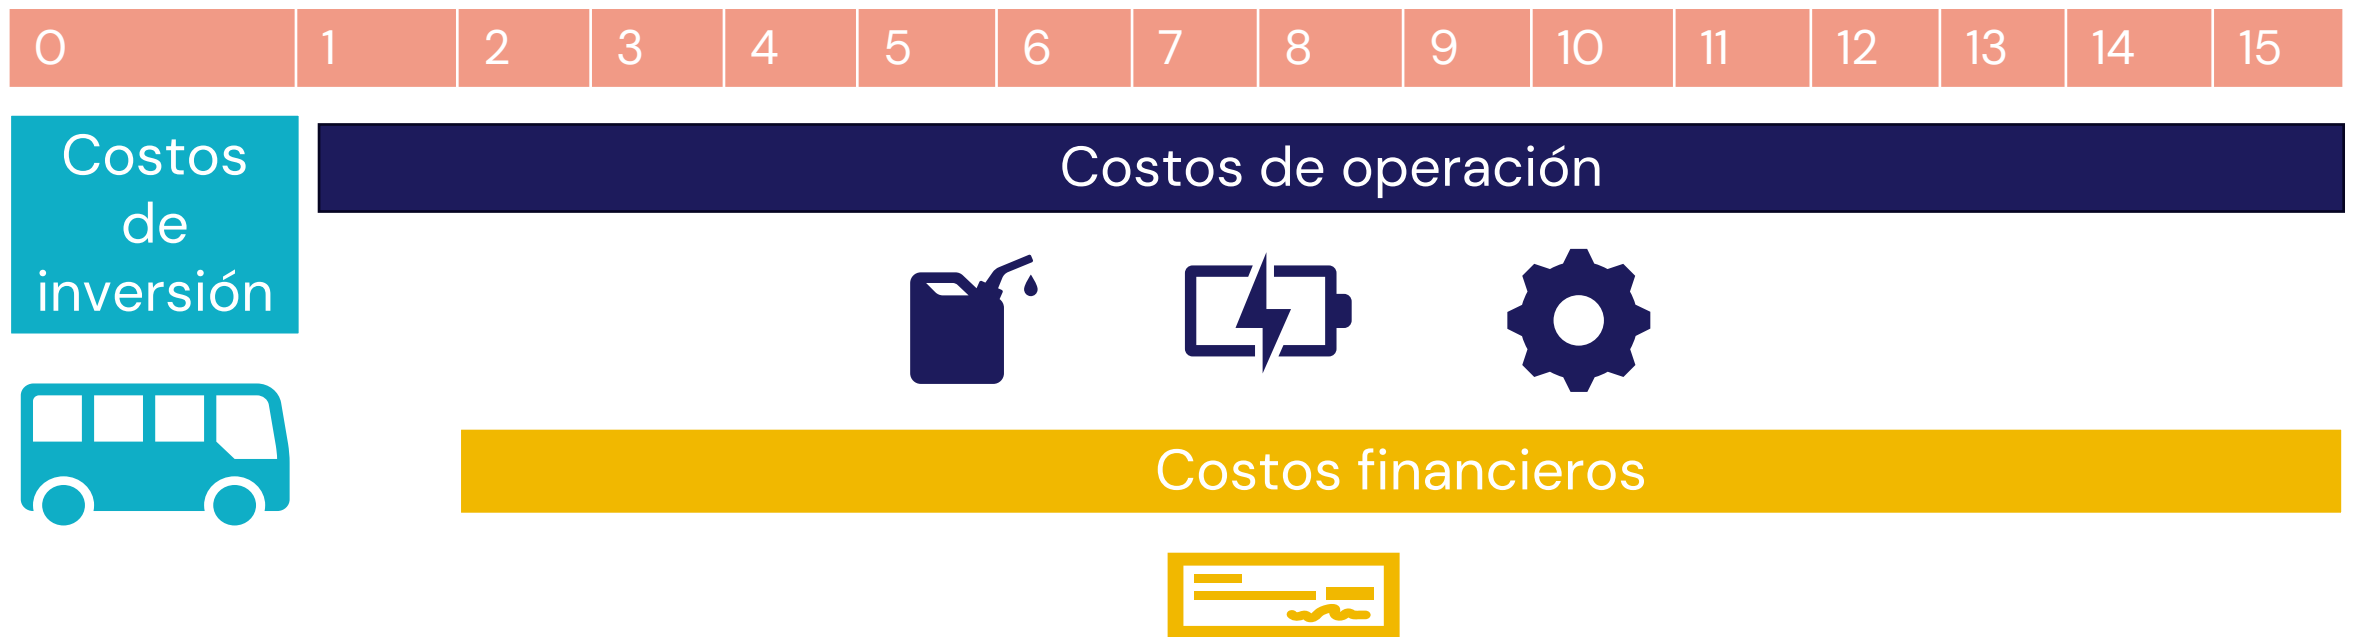 0 1 2 3 4 5 6 7 8 9 10 11 12 13 14 15
Costos
de
inversión
Costos de operación
Costos financieros